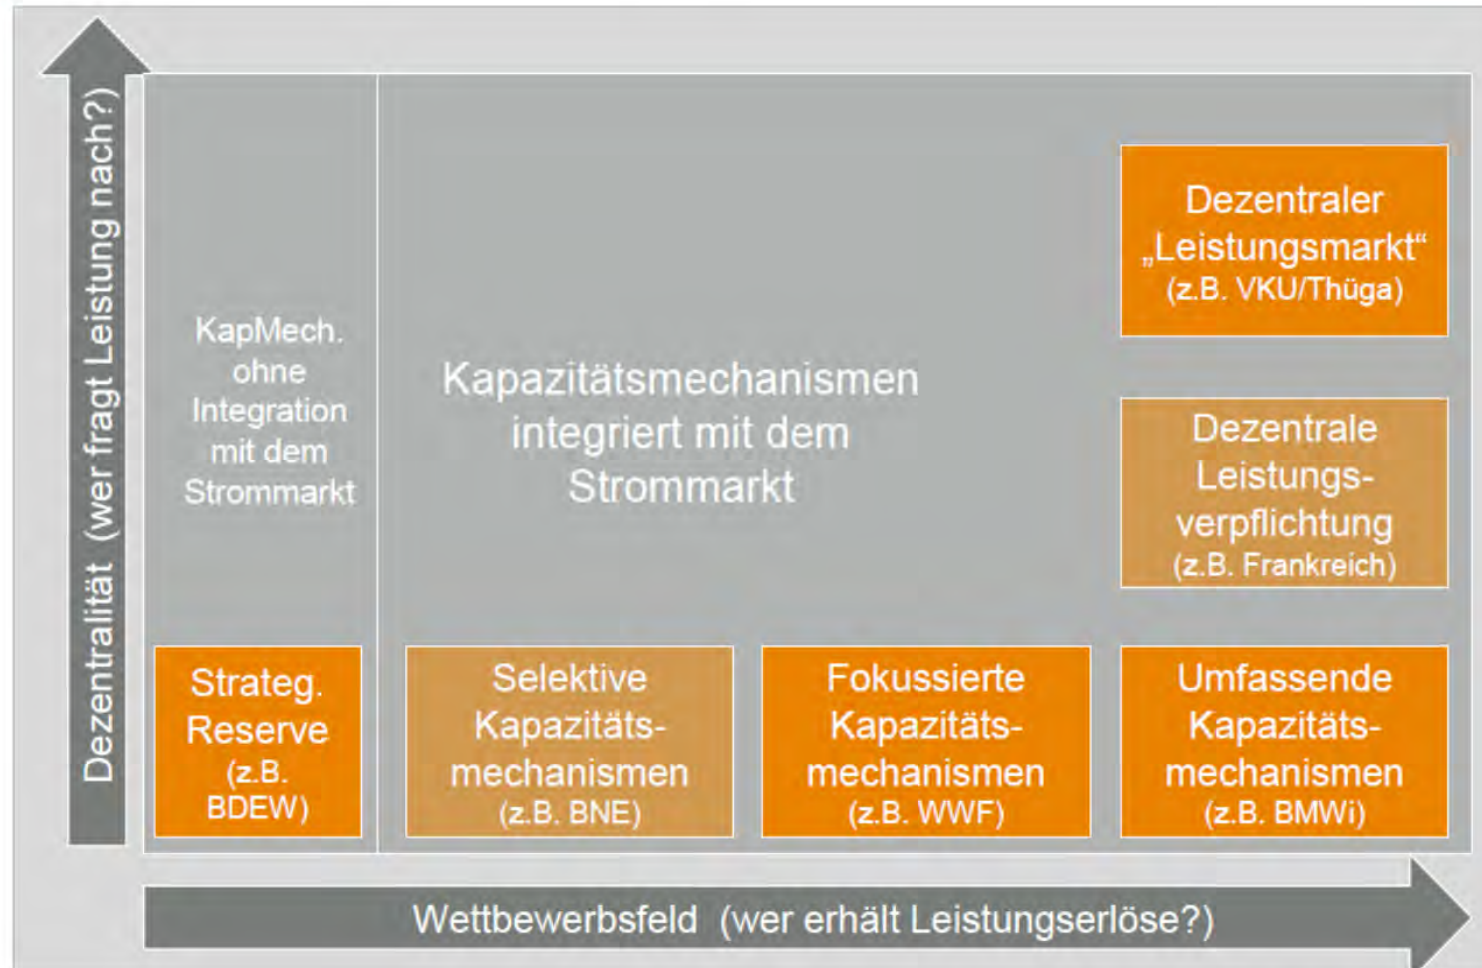 Dezentralität (wer fragt Leistung nach?)
KapMech.
ohne
Integration
mit dem
Strommarkt
Kapazitätsmechanismen
integriert mit dem
Strommarkt
Dezentraler
„Leistungsmarkt“
(z.B. VKU/Thüga)
Dezentrale
Leistungs-
verpflichtung
(z.B. Frankreich)
Strateg.
Reserve
(z.B.
BDEW)
Selektive
Kapazitäts-
mechanismen
(z.B. BNE)
Fokussierte
Kapazitäts-
mechanismen
(z.B. WWF)
Umfassende
Kapazitäts-
mechanismen
(z.B. BMWi)
Wettbewerbsfeld (wer erhält Leistungserlöse?)